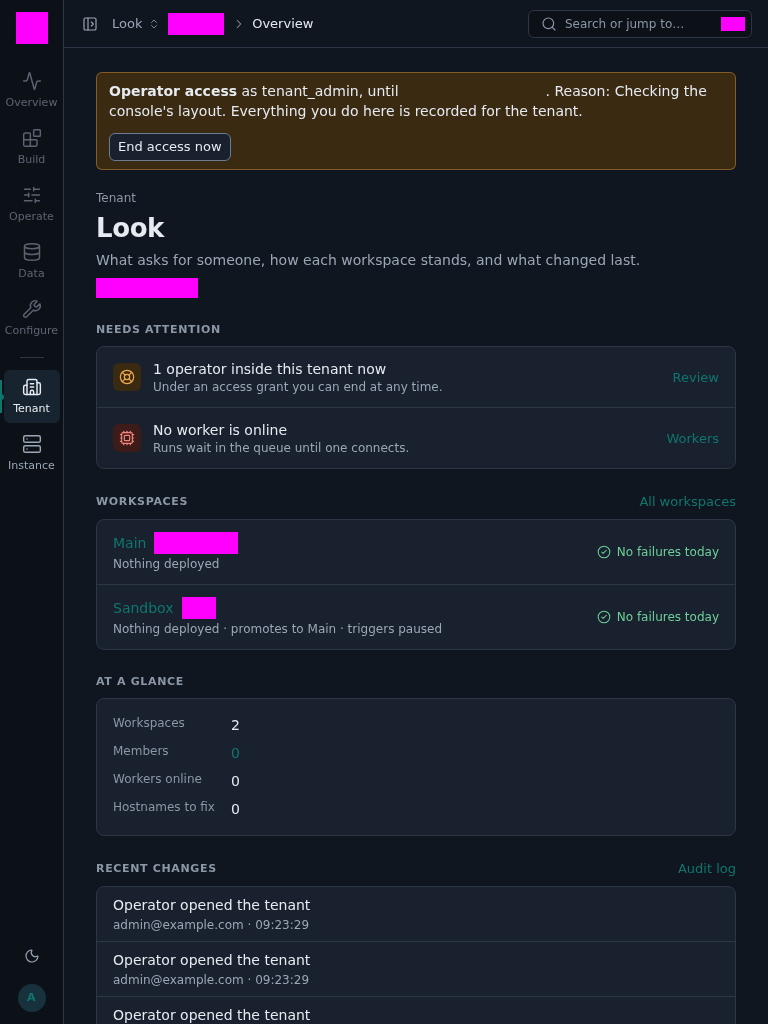 Look
Overview
Search or jump to…
Overview
Build
Operate
Data
Configure
Tenant
Instance
A
Operator access as tenant_admin, until . Reason: Checking the
console's layout. Everything you do here is recorded for the tenant.
End access now
Tenant
Look
What asks for someone, how each workspace stands, and what changed last.
NEEDS ATTENTION
1 operator inside this tenant now
Under an access grant you can end at any time.
Review
No worker is online
Runs wait in the queue until one connects.
Workers
WORKSPACES
All workspaces
Main
Nothing deployed
No failures today
Sandbox
Nothing deployed · promotes to Main · triggers paused
No failures today
AT A GLANCE
Workspaces 2
Members 0
Workers online 0
Hostnames to fix 0
RECENT CHANGES
Audit log
Operator opened the tenant
admin@example.com · 09:23:29
Operator opened the tenant
admin@example.com · 09:23:29
Operator opened the tenant